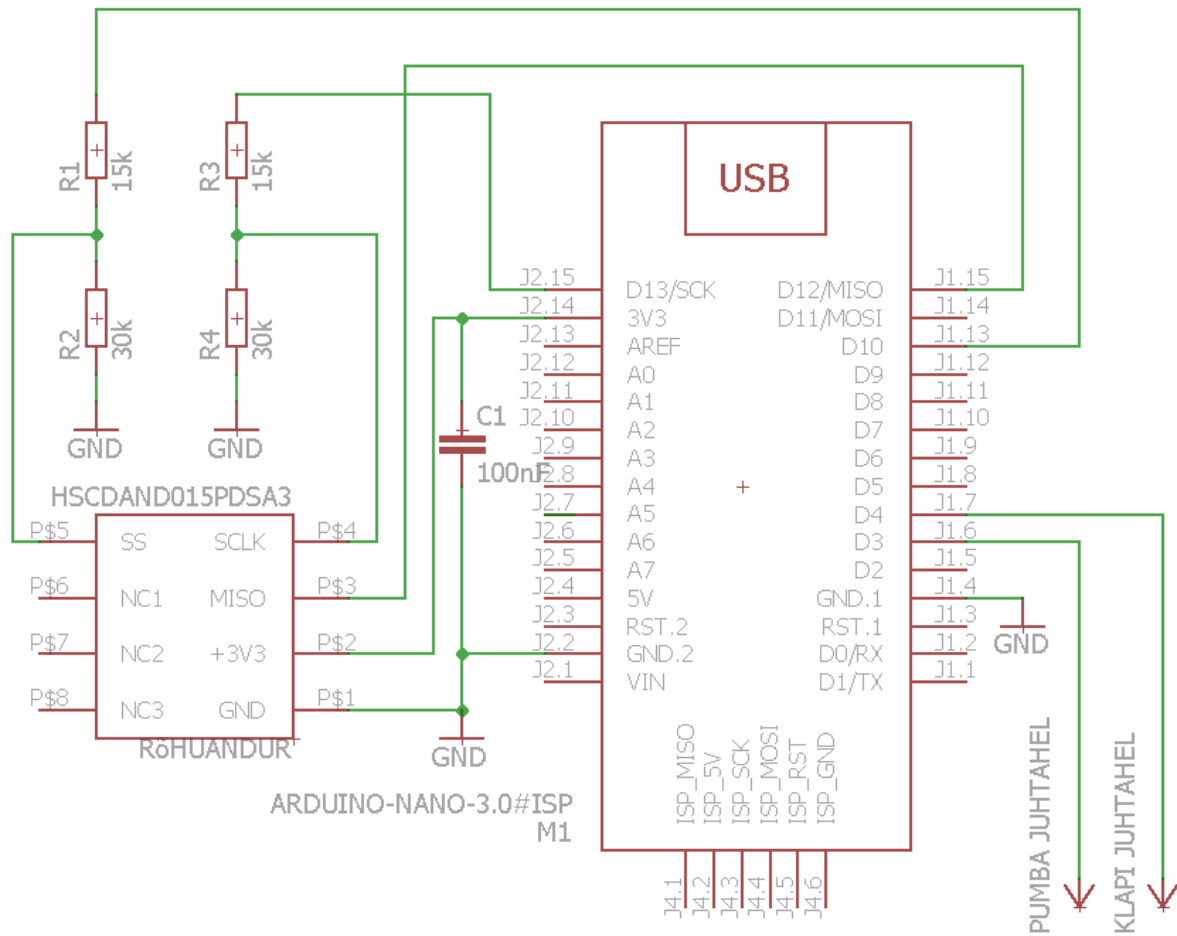 R1
15k
R3
15k
R2
30k
R4
30k
GND
GND
HSCDAND015PDSA3
P$5
SS
SCLK
P$4
P$6
NC1
MISO
P$3
P$7
NC2
+3V3
P$2
P$8
NC3
GND
P$1
RõHUANDUR
C1
100nF
GND
USB
J2.15
D13/SCK
D12/MISO
J1.15
J2.14
3V3
D11/MOSI
J1.14
J2.13
AREF
D10
J1.13
J2.12
A0
D9
J1.12
J2.11
A1
D8
J1.11
J2.10
A2
D7
J1.10
J2.9
A3
D6
J1.9
J2.8
A4
D5
J1.8
J2.7
A5
D4
J1.7
J2.6
A6
D3
J1.6
J2.5
A7
D2
J1.5
J2.4
5V
GND.1
J1.4
J2.3
RST.2
RST.1
J1.3
J2.2
GND.2
D0/RX
J1.2
J2.1
VIN
D1/TX
J1.1
GND
ISP_MISO
ISP_5V
ISP_SCK
ISP_MOSI
ISP_RST
ISP_GND
ARDUINO-NANO-3.0#ISP
M1
J4.1
J4.2
J4.3
J4.4
J4.5
J4.6
PUMBA JUHTAHEL
KLAPI JUHTAHEL